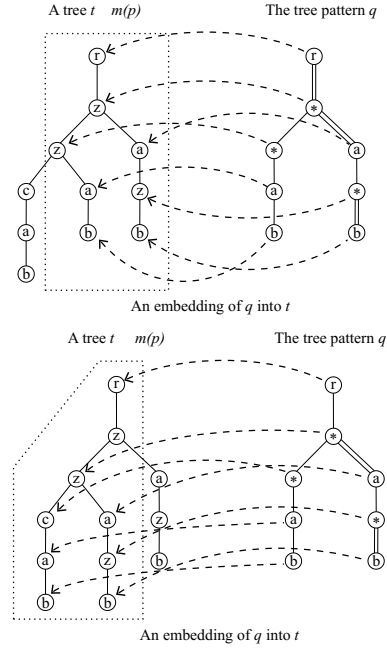 A tree t m(p) The tree pattern q
r r
z *
z a * a
c a z a *
a b b b b
b
An embedding of q into t
A tree t m(p) The tree pattern q
r r
z *
z a * a
c a z a *
a z b b b
b b
An embedding of q into t